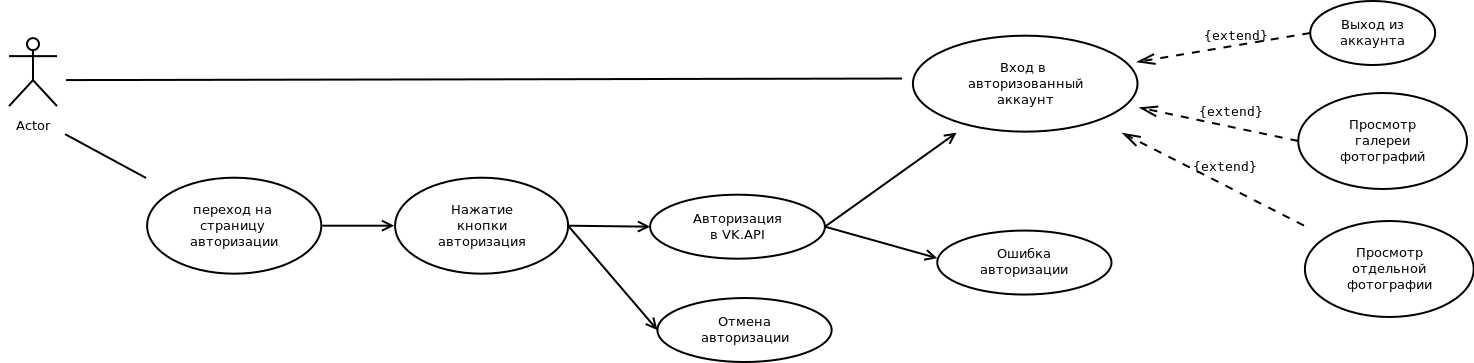 Actor
переход на
страницу
авторизации
Нажатие
кнопки
авторизация
Авторизация
в VK.API
Отмена
авторизации
Вход в
авторизованный
аккаунт
Ошибка
авторизации
{extend}
Выход из
аккаунта
{extend}
Просмотр
галереи
фотографий
{extend}
Просмотр
отдельной
фотографии